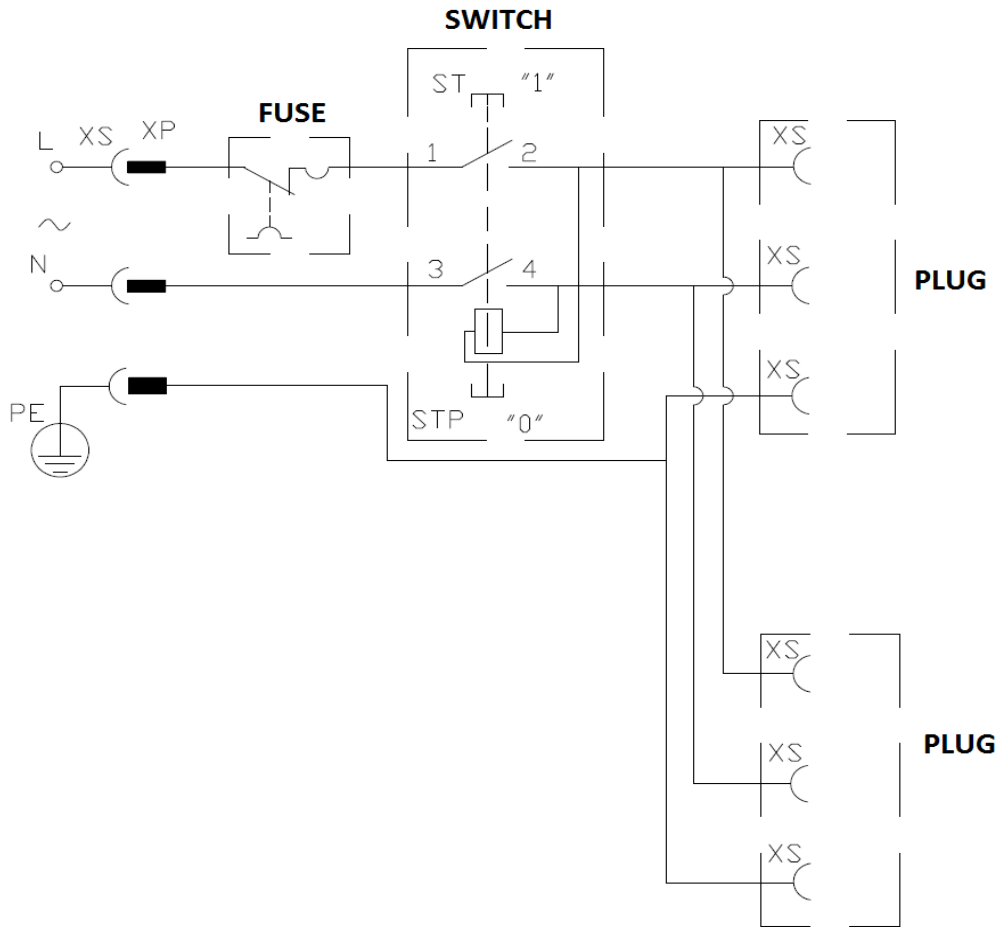 SWITCH
ST "1"
FUSE
L XS XP
1 2
XS
N
3 4
XS
PLUG
XS
PE
STP "0"
XS
XS
PLUG
XS